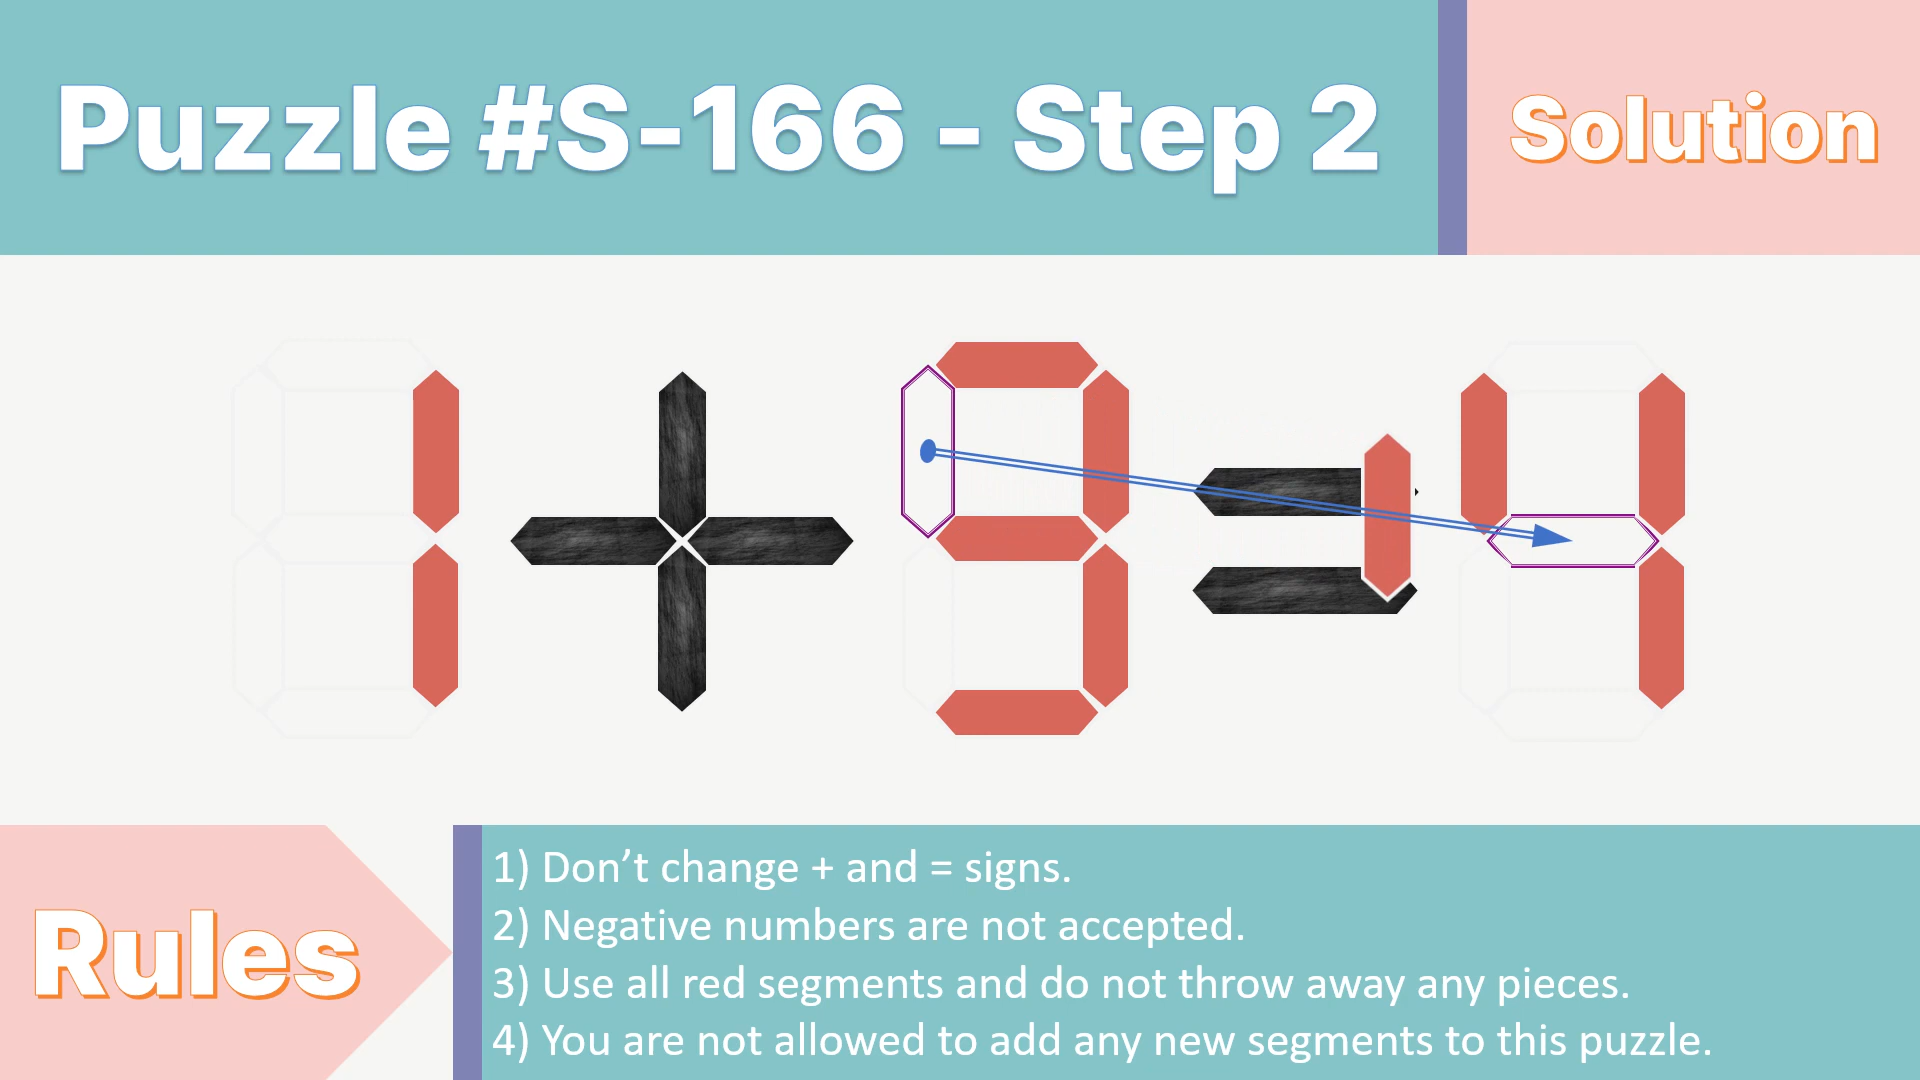 Puzzle #S-166 - Step 2
Solution
Rules
1) Don’t change + and = signs.
2) Negative numbers are not accepted.
3) Use all red segments and do not throw away any pieces.
4) You are not allowed to add any new segments to this puzzle.